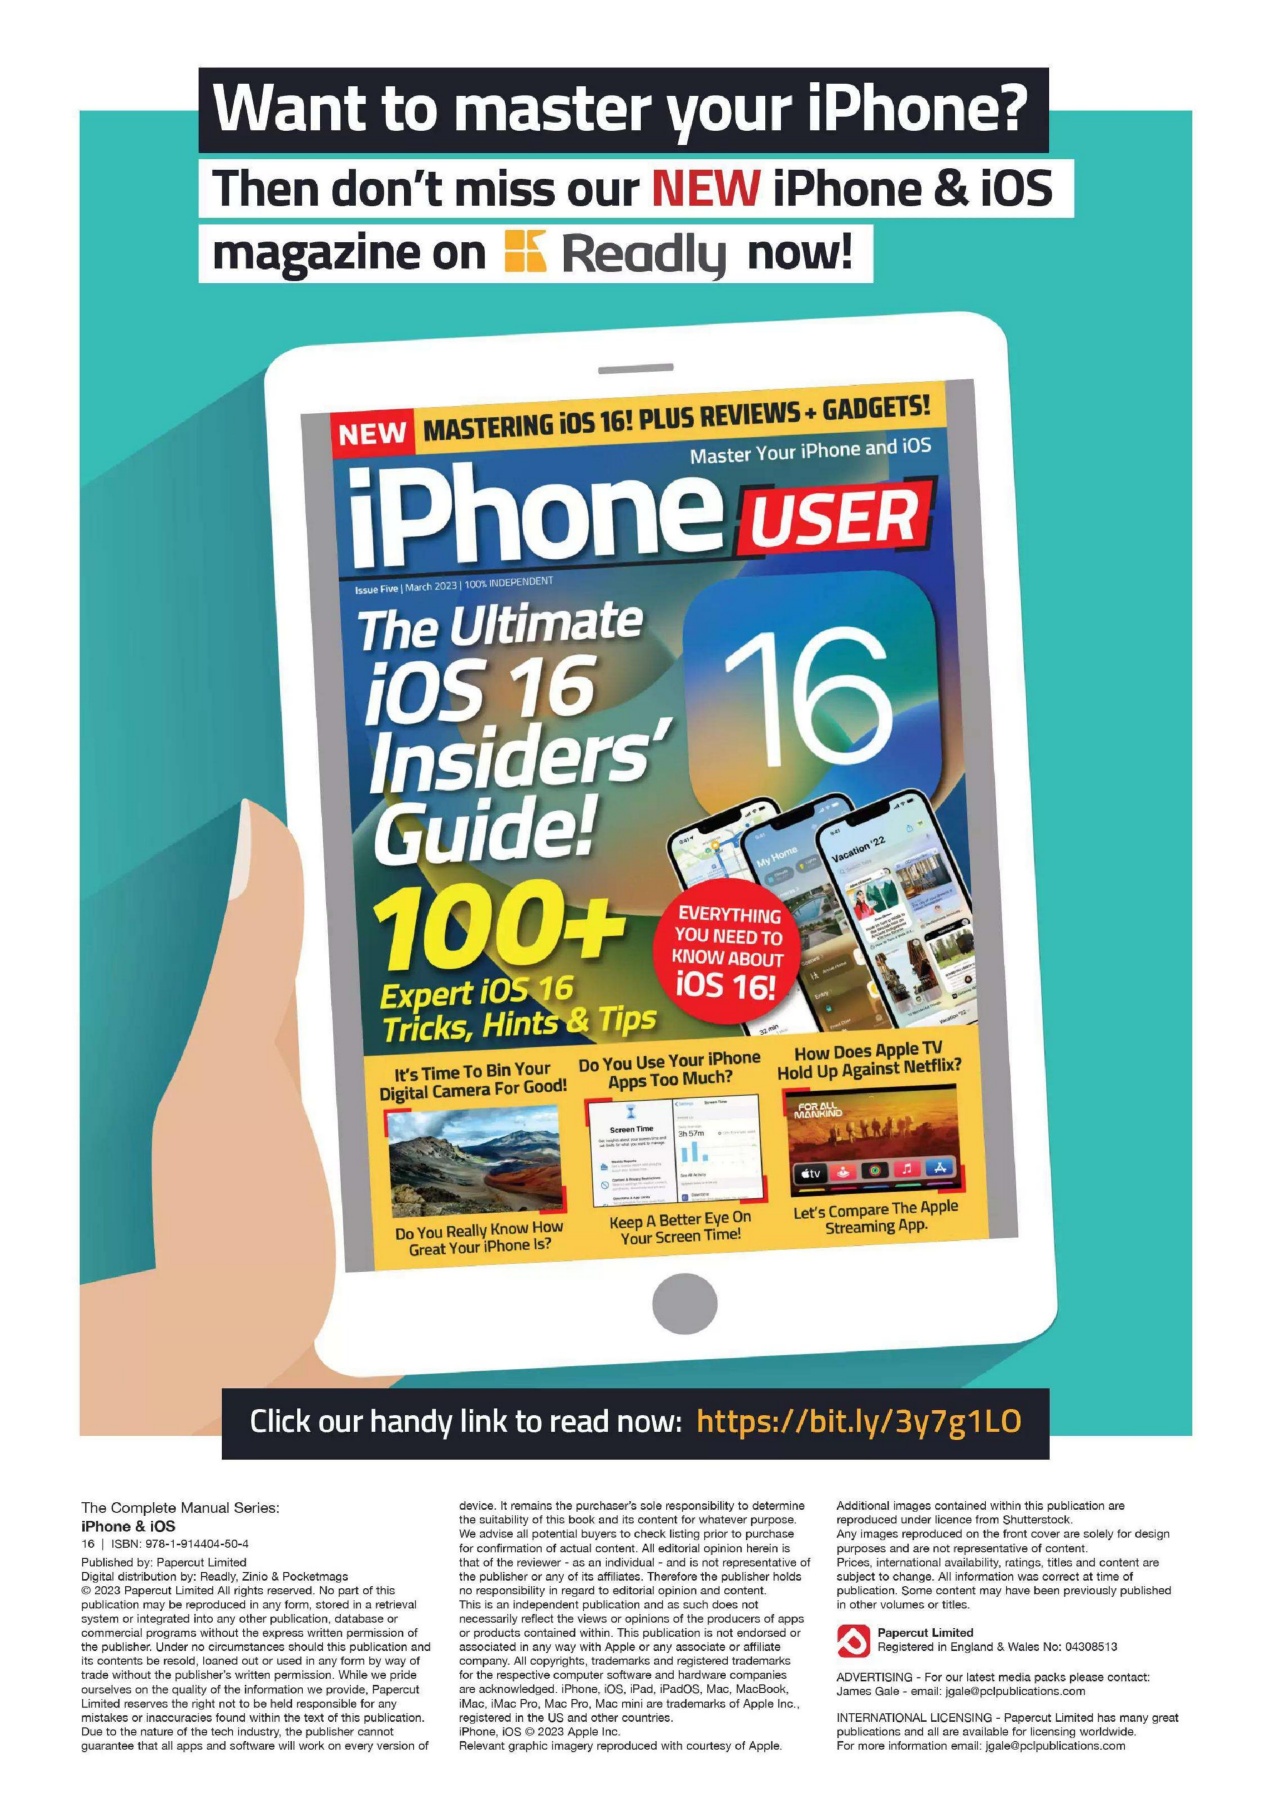 Want to master your iPhone?
Then don't miss our NEW iPhone & iOS
magazine on Readly now!
NEW MASTERING iOS 16! PLUS REVIEWS + GADGETS!
Master Your iPhone and iOS
iPhone USER
Issue Five | March 2023 | 100% INDEPENDENT
The Ultimate
iOS 16
Insiders'
Guide!
16
100+
Expert iOS 16
Tricks, Hints & Tips
My Home
Vacation '22
EVERYTHING
YOU NEED TO
KNOW ABOUT
iOS 16!
It's Time To Bin Your
Digital Camera For Good!
Do You Really Know How
Great Your iPhone Is?
Do You Use Your iPhone
Apps Too Much?
Screen Time
3h 57m
Keep A Better Eye On
Your Screen Time!
How Does Apple TV
Hold Up Against Netflix?
FOR ALL
MANKIND
tv
Let's Compare The Apple
Streaming App.
Click our handy link to read now: https://bit.ly/3y7g1LO
The Complete Manual Series:
iPhone & iOS
16 | ISBN: 978-1-914404-50-4
Published by: Papercut Limited
Digital distribution by: Readly, Zinio & Pocketmags
© 2023 Papercut Limited All rights reserved. No part of this
publication may be reproduced in any form, stored in a retrieval
system or integrated into any other publication, database or
commercial programs without the express written permission of
the publisher. Under no circumstances should this publication and
its contents be resold, loaned out or used in any form by way of
trade without the publisher's written permission. While we pride
ourselves on the quality of the information we provide, Papercut
Limited reserves the right not to be held responsible for any
mistakes or inaccuracies found within the text of this publication.
Due to the nature of the tech industry, the publisher cannot
guarantee that all apps and software will work on every version of
device. It remains the purchaser's sole responsibility to determine
the suitability of this book and its content for whatever purpose.
We advise all potential buyers to check listing prior to purchase
for confirmation of actual content. All editorial opinion herein is
that of the reviewer - as an individual - and is not representative of
the publisher or any of its affiliates. Therefore the publisher holds
no responsibility in regard to editorial opinion and content.
This is an independent publication and as such does not
necessarily reflect the views or opinions of the producers of apps
or products contained within. This publication is not endorsed or
associated in any way with Apple or any associate or affiliate
company. All copyrights, trademarks and registered trademarks
for the respective computer software and hardware companies
are acknowledged. iPhone, iOS, iPad, iPadOS, Mac, MacBook,
iMac, iMac Pro, Mac Pro, Mac mini are trademarks of Apple Inc.,
registered in the US and other countries.
iPhone, iOS © 2023 Apple Inc.
Relevant graphic imagery reproduced with courtesy of Apple.
Additional images contained within this publication are
reproduced under licence from Shutterstock.
Any images reproduced on the front cover are solely for design
purposes and are not representative of content.
Prices, international availability, ratings, titles and content are
subject to change. All information was correct at time of
publication. Some content may have been previously published
in other volumes or titles.
Papercut Limited
Registered in England & Wales No: 04308513
ADVERTISING - For our latest media packs please contact:
James Gale - email: jgale@pclpublications.com
INTERNATIONAL LICENSING - Papercut Limited has many great
publications and all are available for licensing worldwide.
For more information email: jgale@pclpublications.com